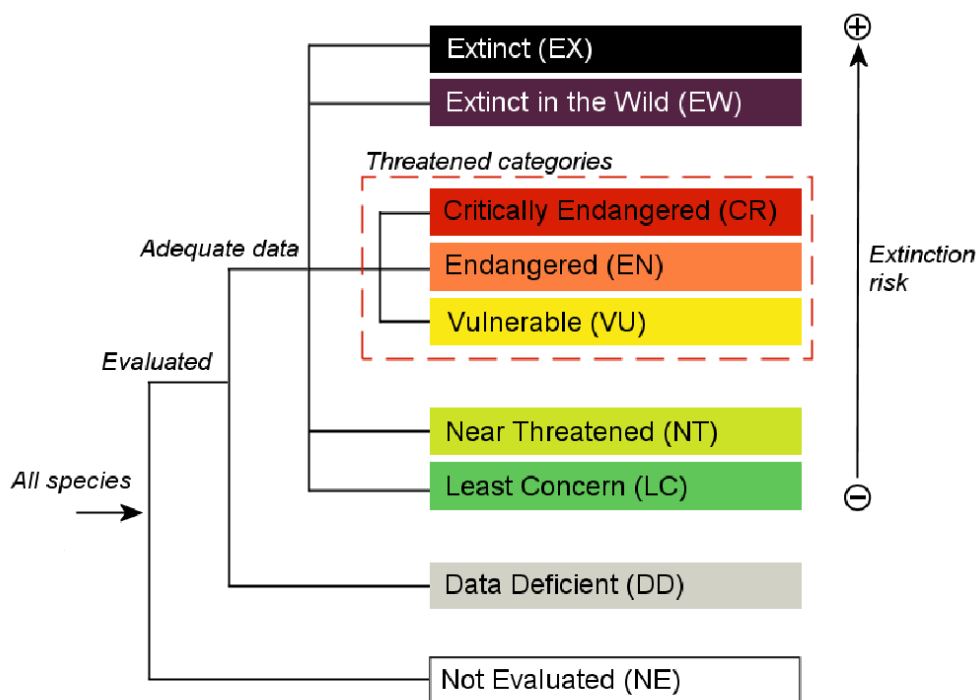 Extinct (EX)
Extinct in the Wild (EW)
Threatened categories
Critically Endangered (CR)
Adequate data
Endangered (EN)
Extinction
risk
Vulnerable (VU)
Evaluated
Near Threatened (NT)
All species
Least Concern (LC)
Data Deficient (DD)
Not Evaluated (NE)